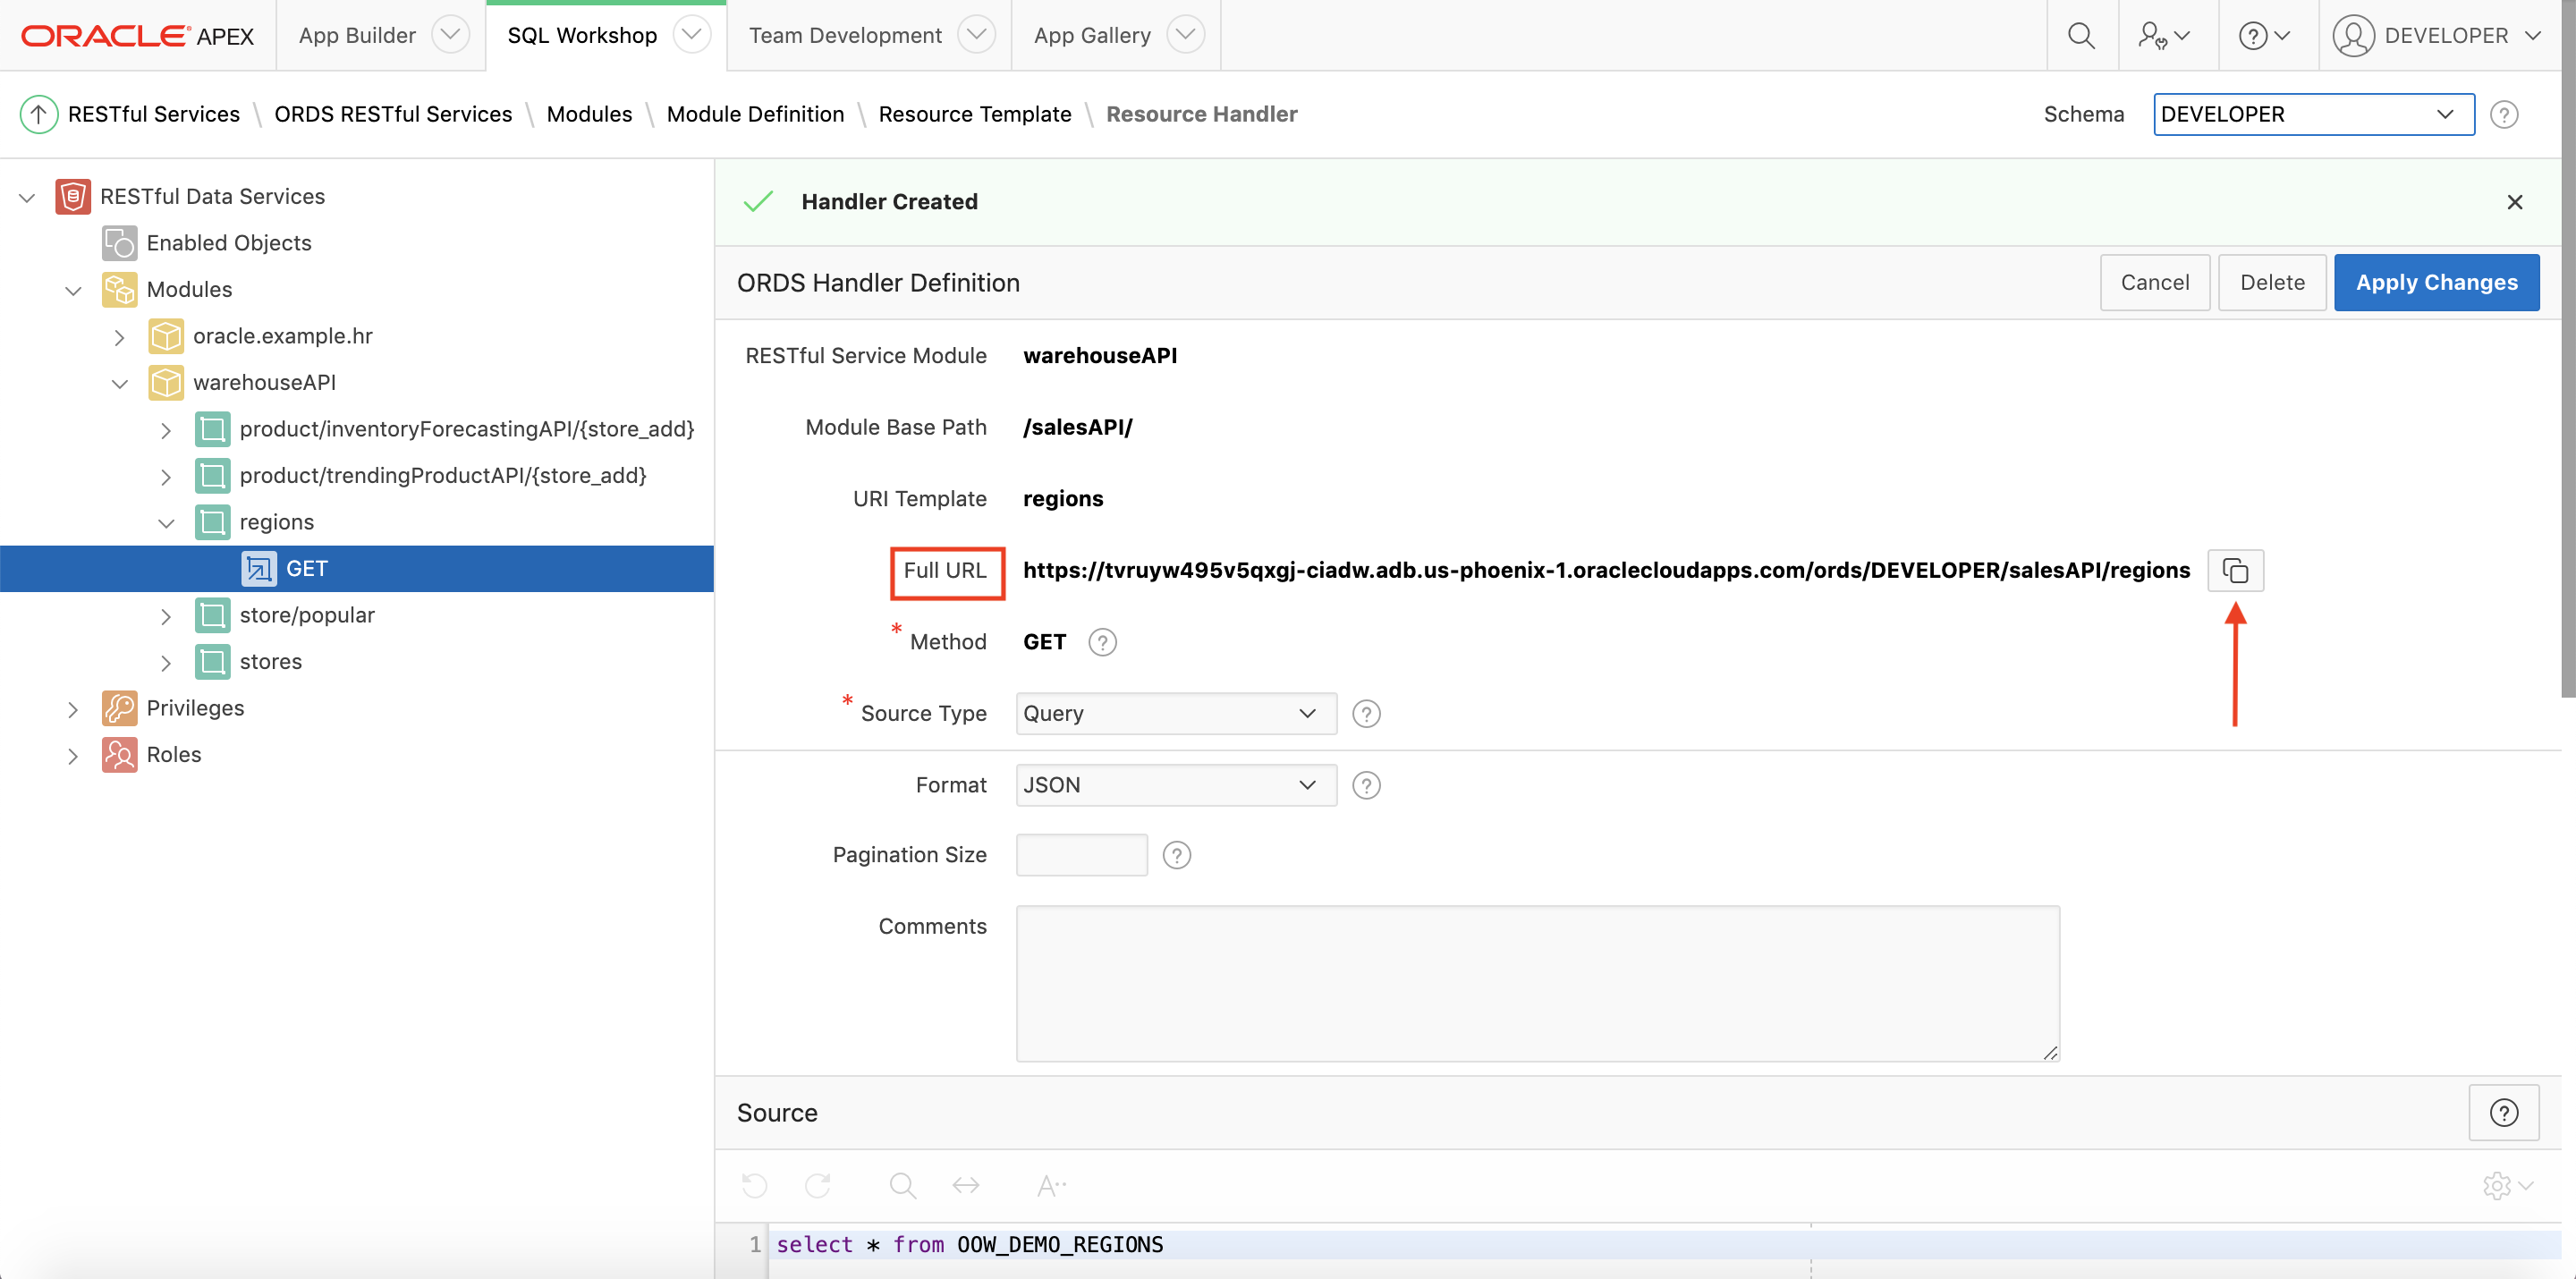 ORACLE® APEX App Builder SQL Workshop Team Development App Gallery DEVELOPER
RESTful Services \ ORDS RESTful Services \ Modules \ Module Definition \ Resource Template \ Resource Handler Schema DEVELOPER
RESTful Data Services
Enabled Objects
Modules
oracle.example.hr
warehouseAPI
product/inventoryForecastingAPI/{store_add}
product/trendingProductAPI/{store_add}
regions
GET
store/popular
stores
Privileges
Roles
Handler Created
ORDS Handler Definition Cancel Delete Apply Changes
RESTful Service Module warehouseAPI
Module Base Path /salesAPI/
URI Template regions
Full URL https://tvruyw495v5qxgj-ciadw.adb.us-phoenix-1.oraclecloudapps.com/ords/DEVELOPER/salesAPI/regions
* Method GET
* Source Type Query
Format JSON
Pagination Size
Comments
Source
1 select * from OOW_DEMO_REGIONS